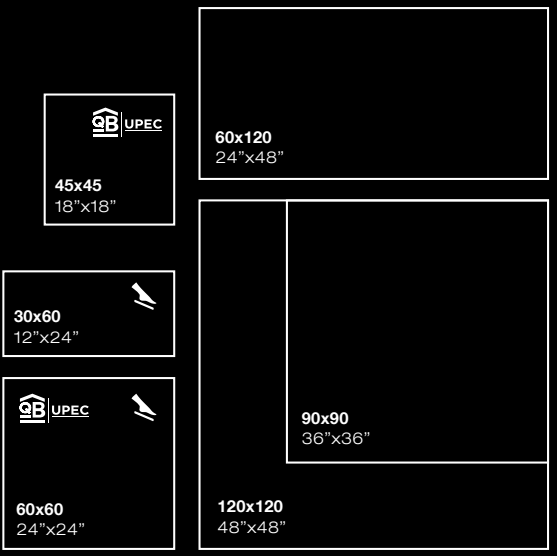 QB UPEC
45x45
18”x18”
30x60
12”x24”
QB UPEC
60x60
24”x24”
60x120
24”x48”
90x90
36”x36”
120x120
48”x48”